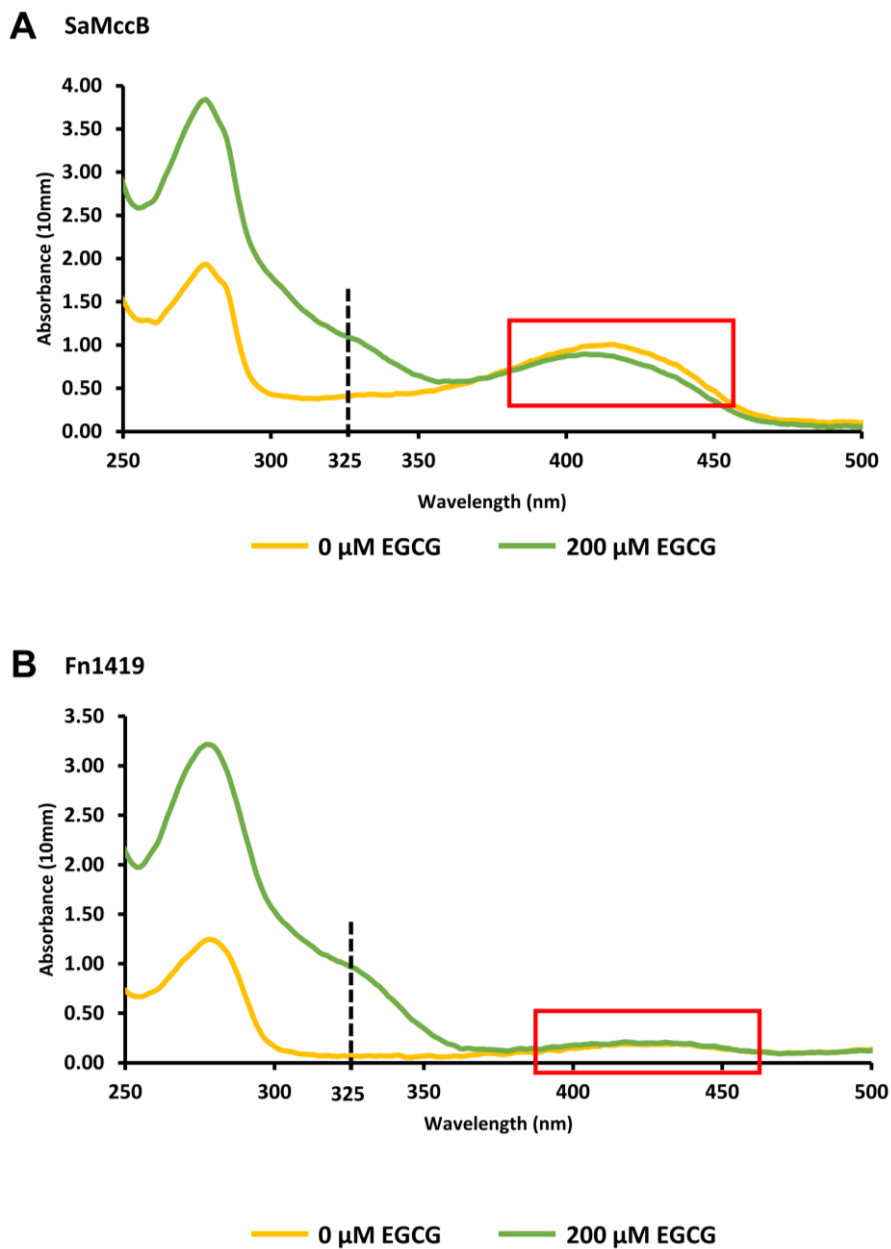 A SaMccB
4.00
3.50
3.00
2.50
2.00
1.50
1.00
0.50
0.00
Absorbance (10mm)
250 300 325 350 400 450 500
Wavelength (nm)
0 µM EGCG 200 µM EGCG
B Fn1419
3.50
3.00
2.50
2.00
1.50
1.00
0.50
0.00
Absorbance (10mm)
250 300 325 350 400 450 500
Wavelength (nm)
0 µM EGCG 200 µM EGCG